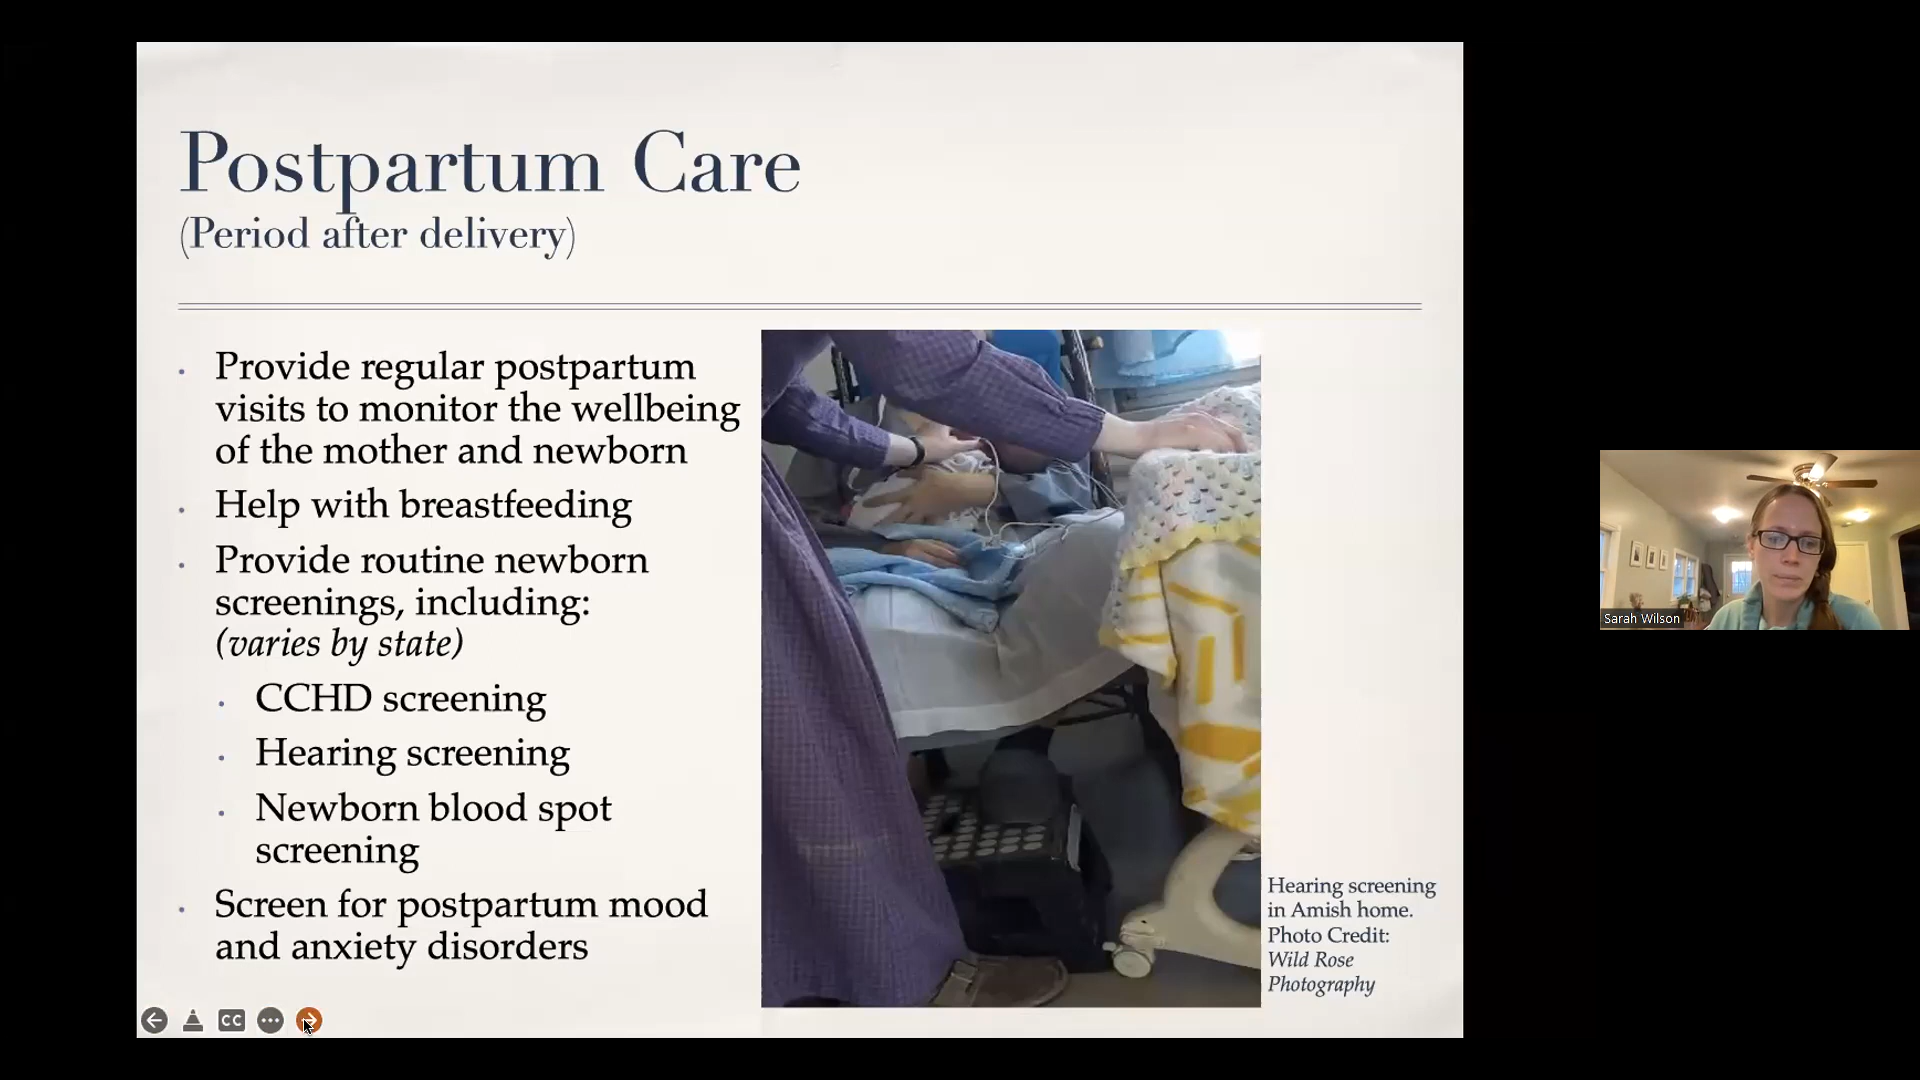 Postpartum Care
(Period after delivery)
Provide regular postpartum
visits to monitor the wellbeing
of the mother and newborn
Help with breastfeeding
Provide routine newborn
screenings, including:
(varies by state)
CCHD screening
Hearing screening
Newborn blood spot
screening
Screen for postpartum mood
and anxiety disorders
Hearing screening
in Amish home.
Photo Credit:
Wild Rose
Photography
CC
Sarah Wilson